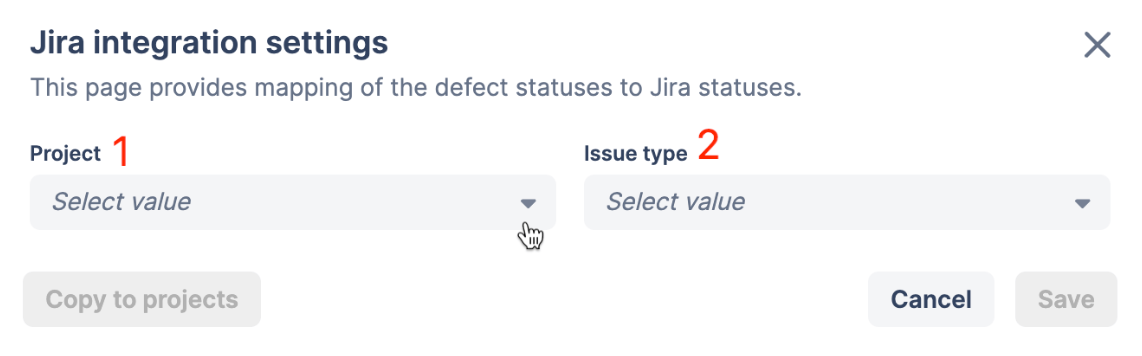 Jira integration settings
This page provides mapping of the defect statuses to Jira statuses.
Project 1
Issue type 2
Select value
Select value
Copy to projects
Cancel
Save